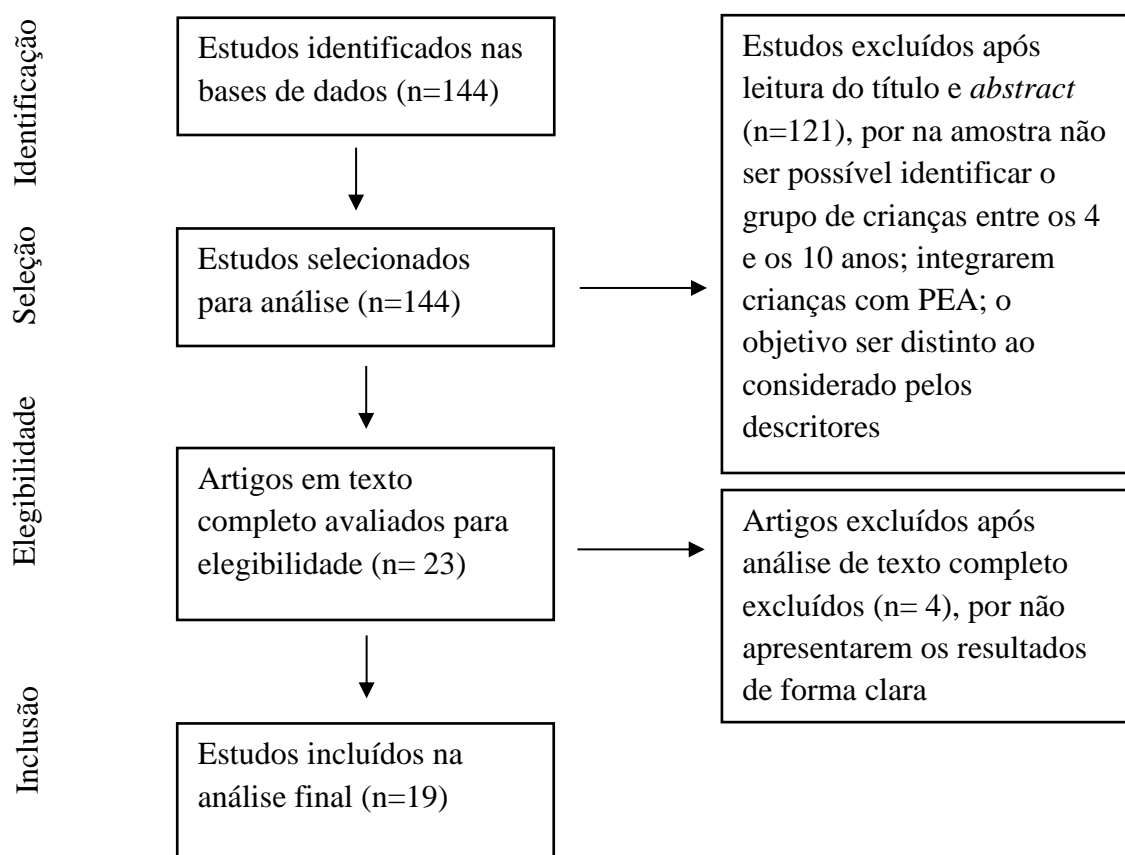 Identificação
Estudos identificados nas
bases de dados (n=144)
Seleção
Estudos selecionados
para análise (n=144)
Estudos excluídos após
leitura do título e abstract
(n=121), por na amostra não
ser possível identificar o
grupo de crianças entre os 4
e os 10 anos; integrarem
crianças com PEA; o
objetivo ser distinto ao
considerado pelos
descritores
Elegibilidade
Artigos em texto
completo avaliados para
elegibilidade (n= 23)
Artigos excluídos após
análise de texto completo
excluídos (n= 4), por não
apresentarem os resultados
de forma clara
Inclusão
Estudos incluídos na
análise final (n=19)